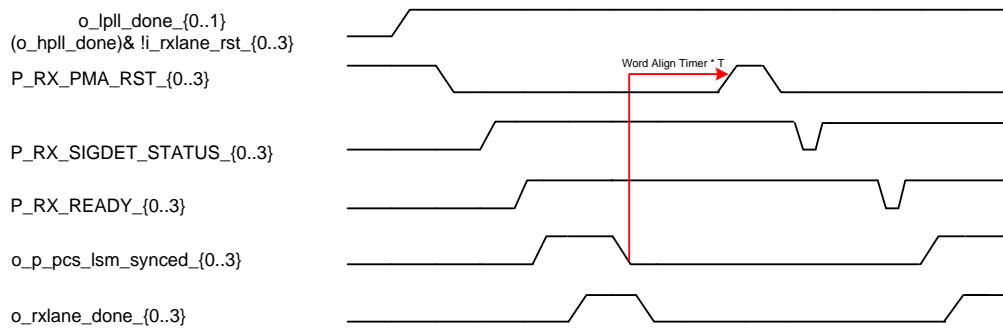 o_lpll_done_{0..1}
(o_hpll_done)& !i_rxlane_rst_{0..3}
P_RX_PMA_RST_{0..3}
Word Align Timer * T
P_RX_SIGDET_STATUS_{0..3}
P_RX_READY_{0..3}
o_p_pcs_lsm_synced_{0..3}
o_rxlane_done_{0..3}